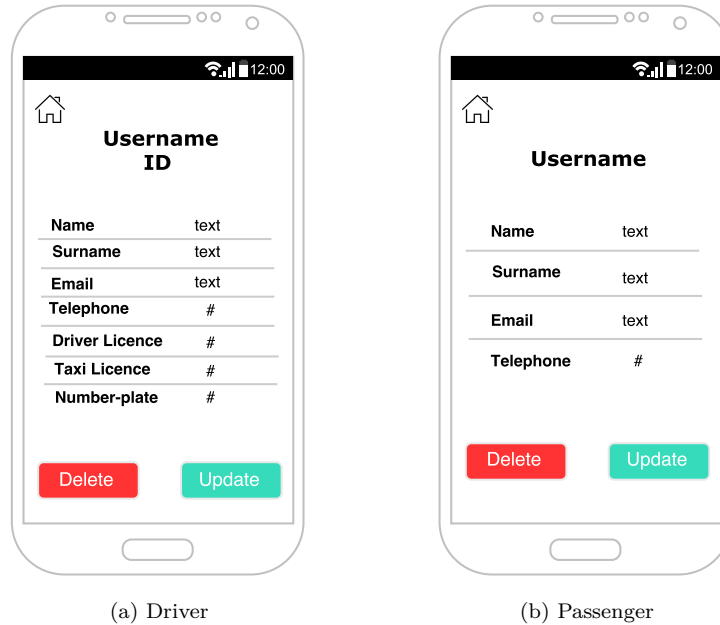 12:00
Username
ID
Name text
Surname text
Email text
Telephone #
Driver Licence #
Taxi Licence #
Number-plate #
Delete Update
(a) Driver
12:00
Username
Name text
Surname text
Email text
Telephone #
Delete Update
(b) Passenger